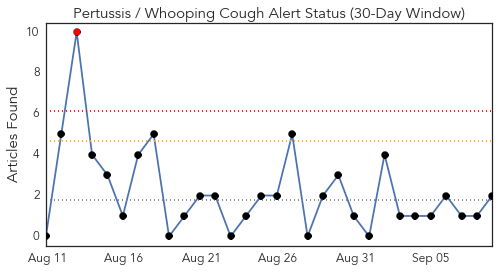 Pertussis / Whooping Cough Alert Status (30-Day Window)
Articles Found
10
8
6
4
2
0
Aug 11 Aug 16 Aug 21 Aug 26 Aug 31 Sep 05